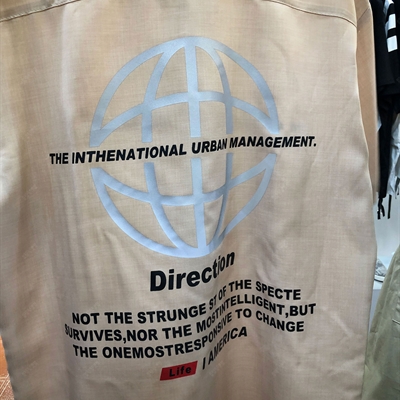 THE INTHENATIONAL URBAN MANAGEMENT.
Direction
NOT THE STRUNGE ST OF THE SPECTE
SURVIVES,NOR THE MOSTINTELLIGENT,BUT
THE ONEMOSTRESPONSIVE TO CHANGE
Life I AMERICA